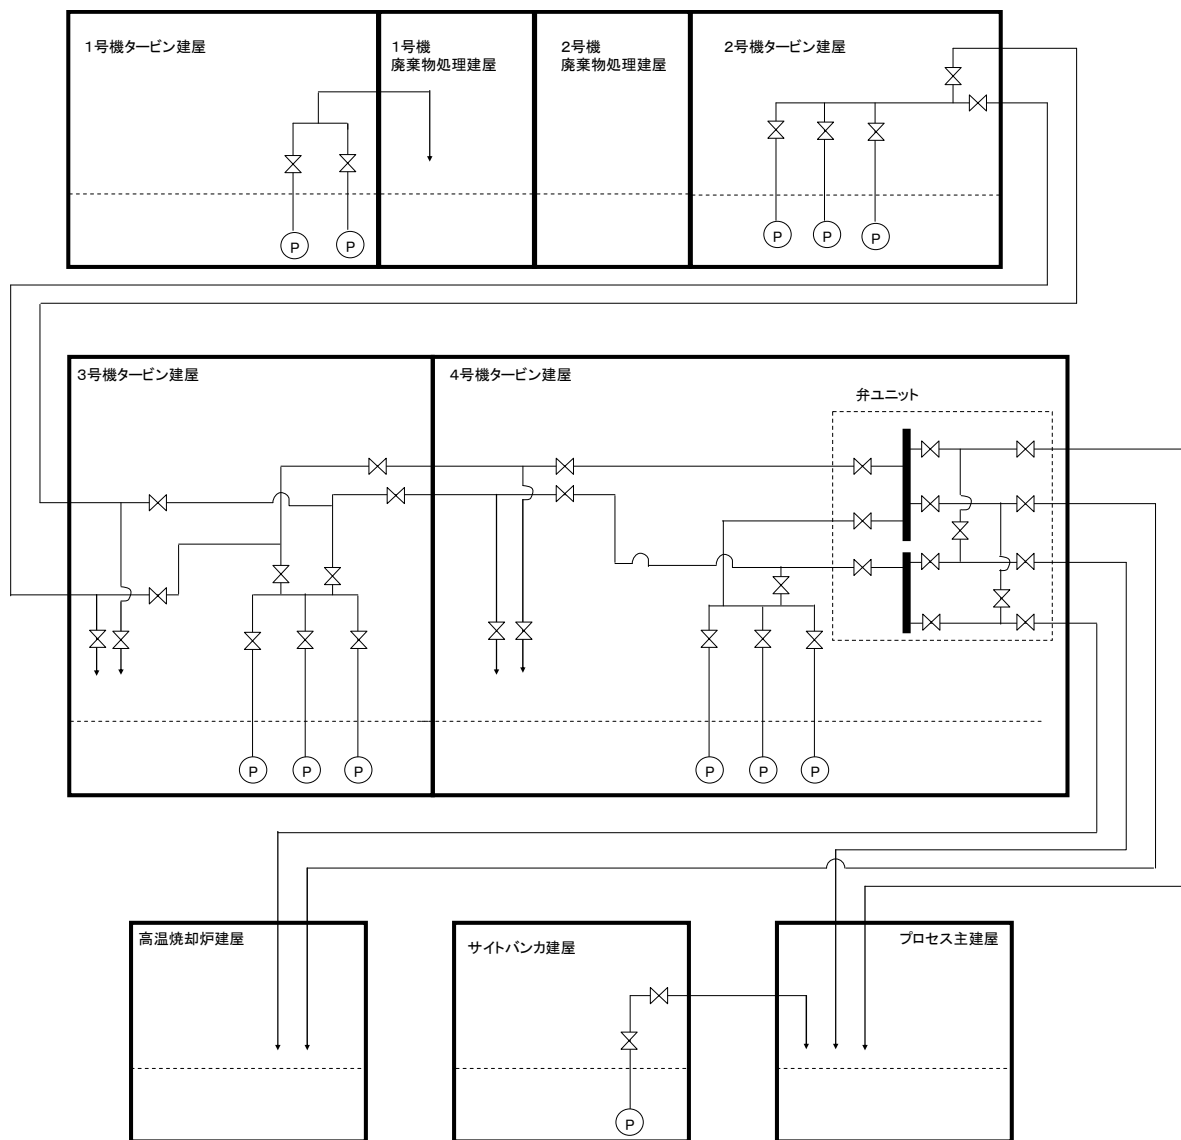 1号機タービン建屋
1号機
廃棄物処理建屋
2号機
廃棄物処理建屋
2号機タービン建屋
P
P
P
P
P
3号機タービン建屋
4号機タービン建屋
弁ユニット
P
P
P
P
P
P
高温焼却炉建屋
サイトバンカ建屋
プロセス主建屋
P